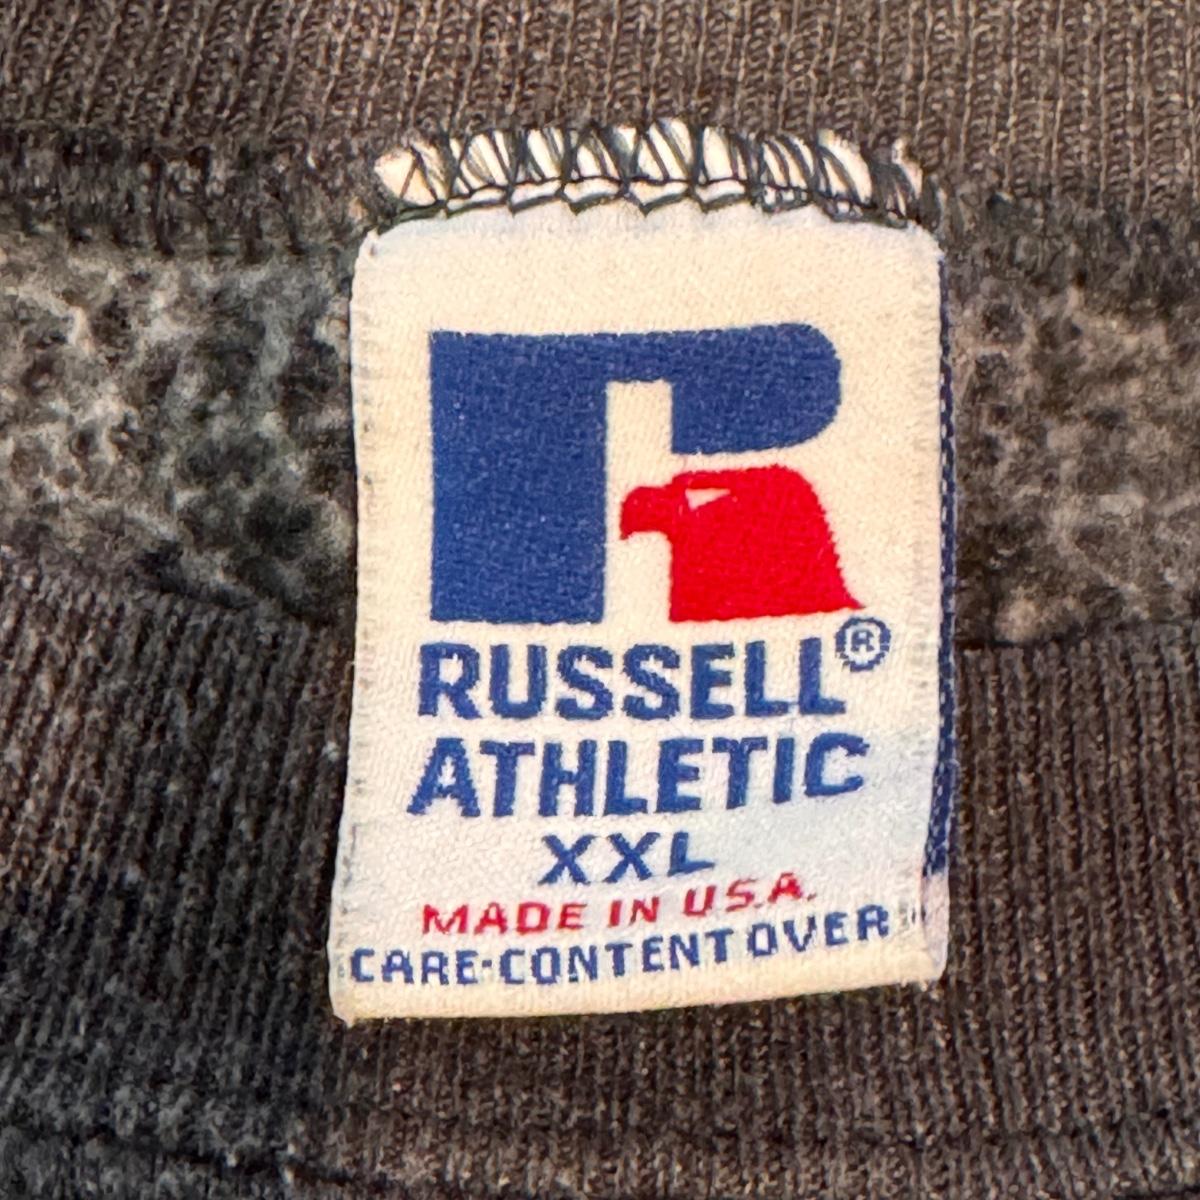 R
RUSSELL®
ATHLETIC
XXL
MADE IN U.S.A.
CARE-CONTENT OVER